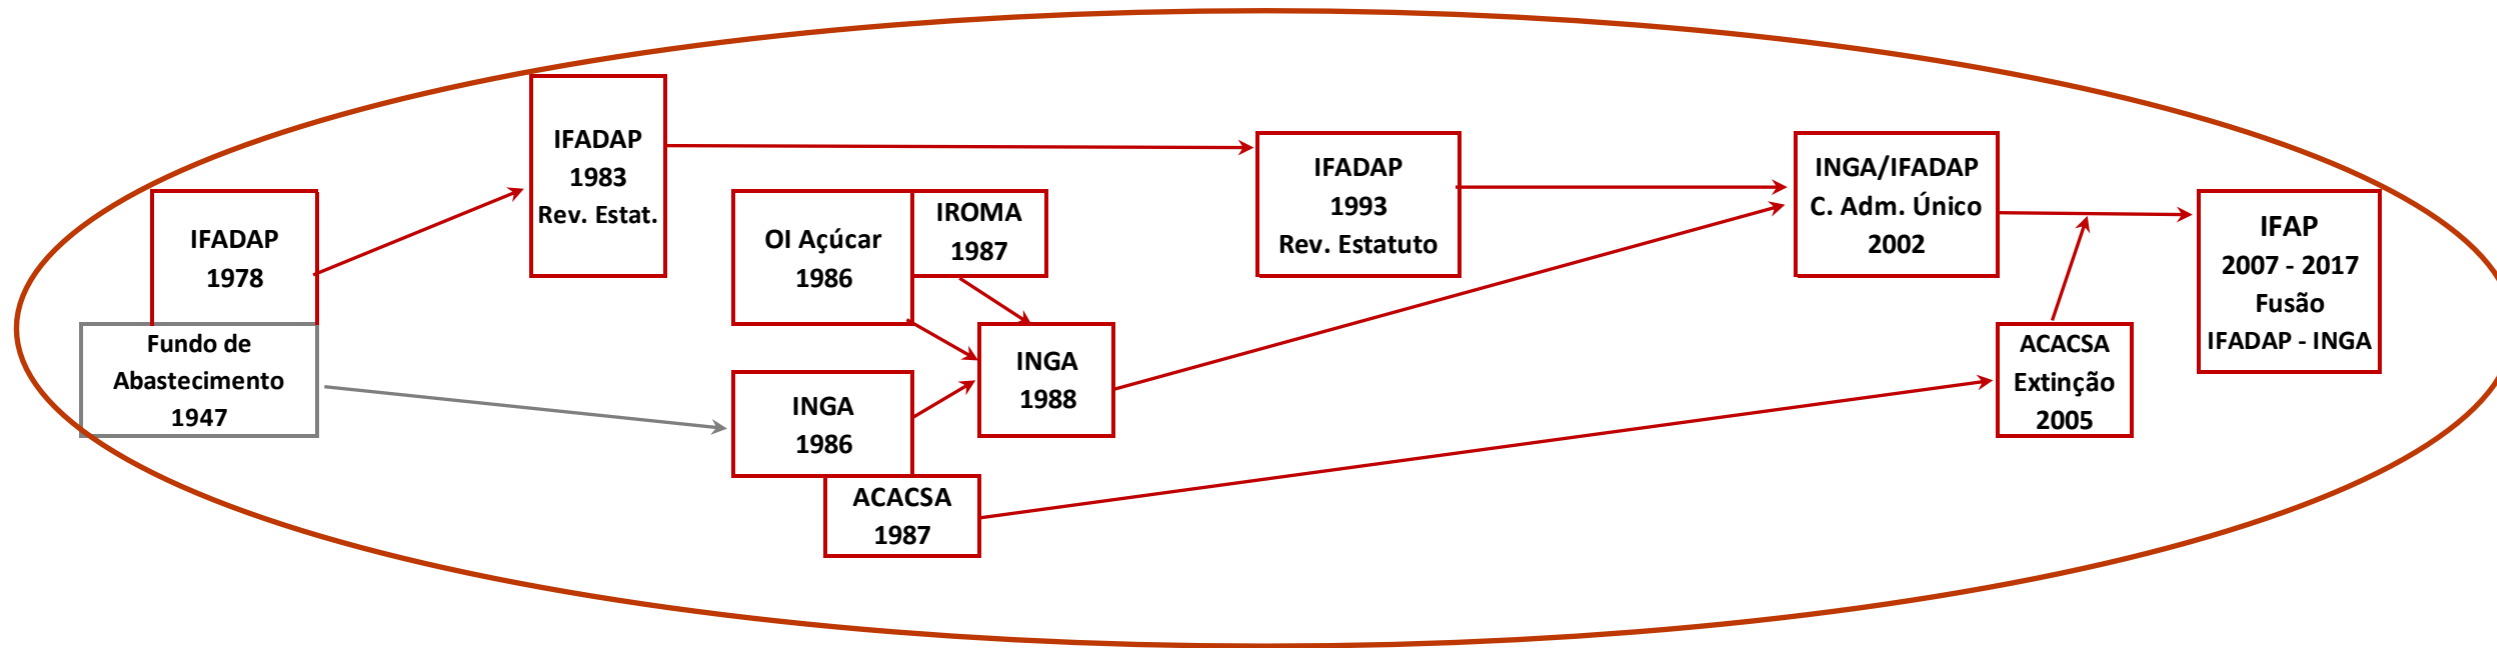 IFADAP
1978
Fundo de
Abastecimento
1947
IFADAP
1983
Rev. Estat.
OI Açúcar
1986
IROMA
1987
INGA
1986
ACACSA
1987
INGA
1988
IFADAP
1993
Rev. Estatuto
INGA/IFADAP
C. Adm. Único
2002
ACACSA
Extinção
2005
IFAP
2007 - 2017
Fusão
IFADAP - INGA